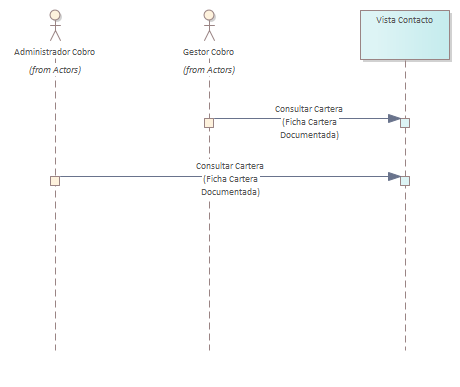 Administrador Cobro
(from Actors)
Gestor Cobro
(from Actors)
Vista Contacto
Consultar Cartera
(Ficha Cartera
Documentada)
Consultar Cartera
(Ficha Cartera
Documentada)